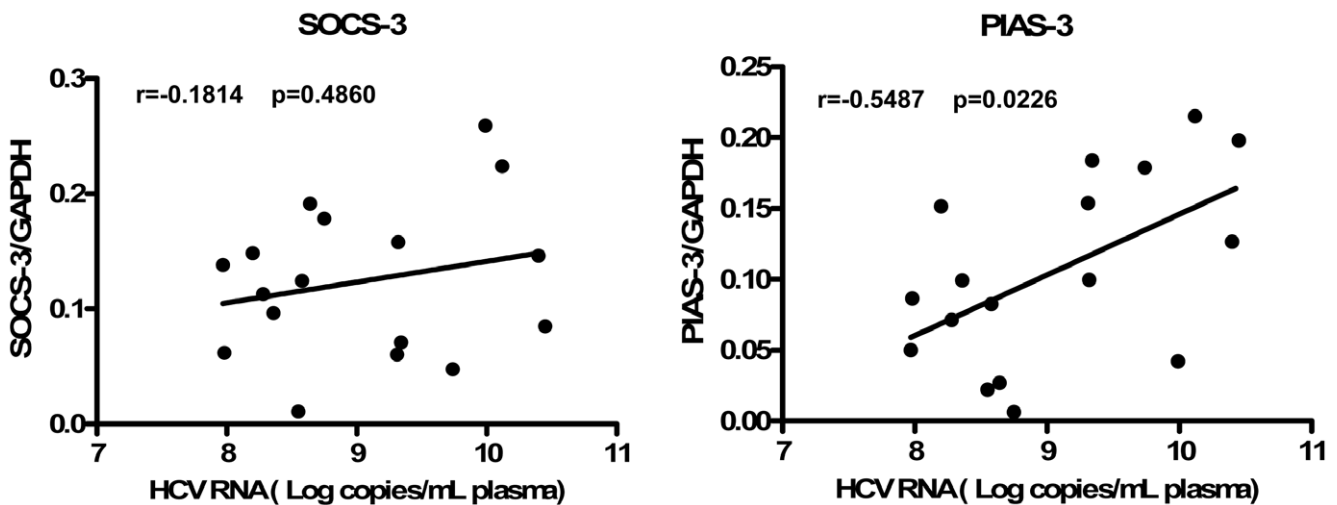 SOCS-3
r=-0.1814 p=0.4860
0.3
0.2
0.1
0.0
SOCS-3/GAPDH
7 8 9 10 11
HCV RNA ( Log copies/mL plasma)
PIAS-3
r=-0.5487 p=0.0226
0.25
0.20
0.15
0.10
0.05
0.00
PIAS-3/GAPDH
7 8 9 10 11
HCV RNA ( Log copies/mL plasma)